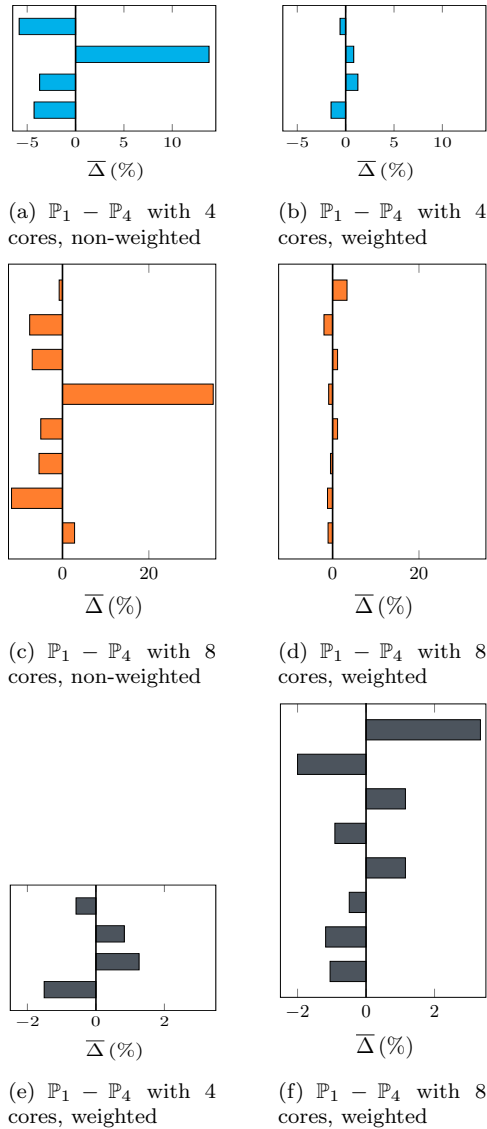 −5 0 5 10
Δ (%)
(a) ℙ1 − ℙ4 with 4
cores, non-weighted
−5 0 5 10
Δ (%)
(b) ℙ1 − ℙ4 with 4
cores, weighted
0 20
Δ (%)
(c) ℙ1 − ℙ4 with 8
cores, non-weighted
0 20
Δ (%)
(d) ℙ1 − ℙ4 with 8
cores, weighted
−2 0 2
Δ (%)
(e) ℙ1 − ℙ4 with 4
cores, weighted
−2 0 2
Δ (%)
(f) ℙ1 − ℙ4 with 8
cores, weighted